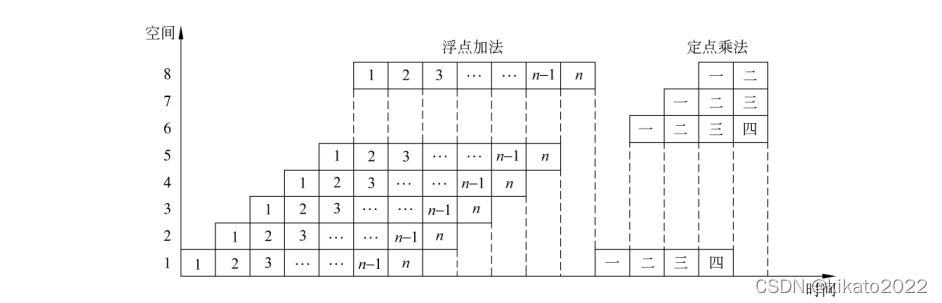 空间
浮点加法 定点乘法
8 1 2 3 … … n–1 n 一 二
7 一 二 三
6 一 二 三 四
5 1 2 3 … … n–1 n
4 1 2 3 … … n–1 n
3 1 2 3 … … n–1 n
2 1 2 3 … … n–1 n
1 1 2 3 … … n–1 n 一 二 三 四
时间
CSDN @kikato2022